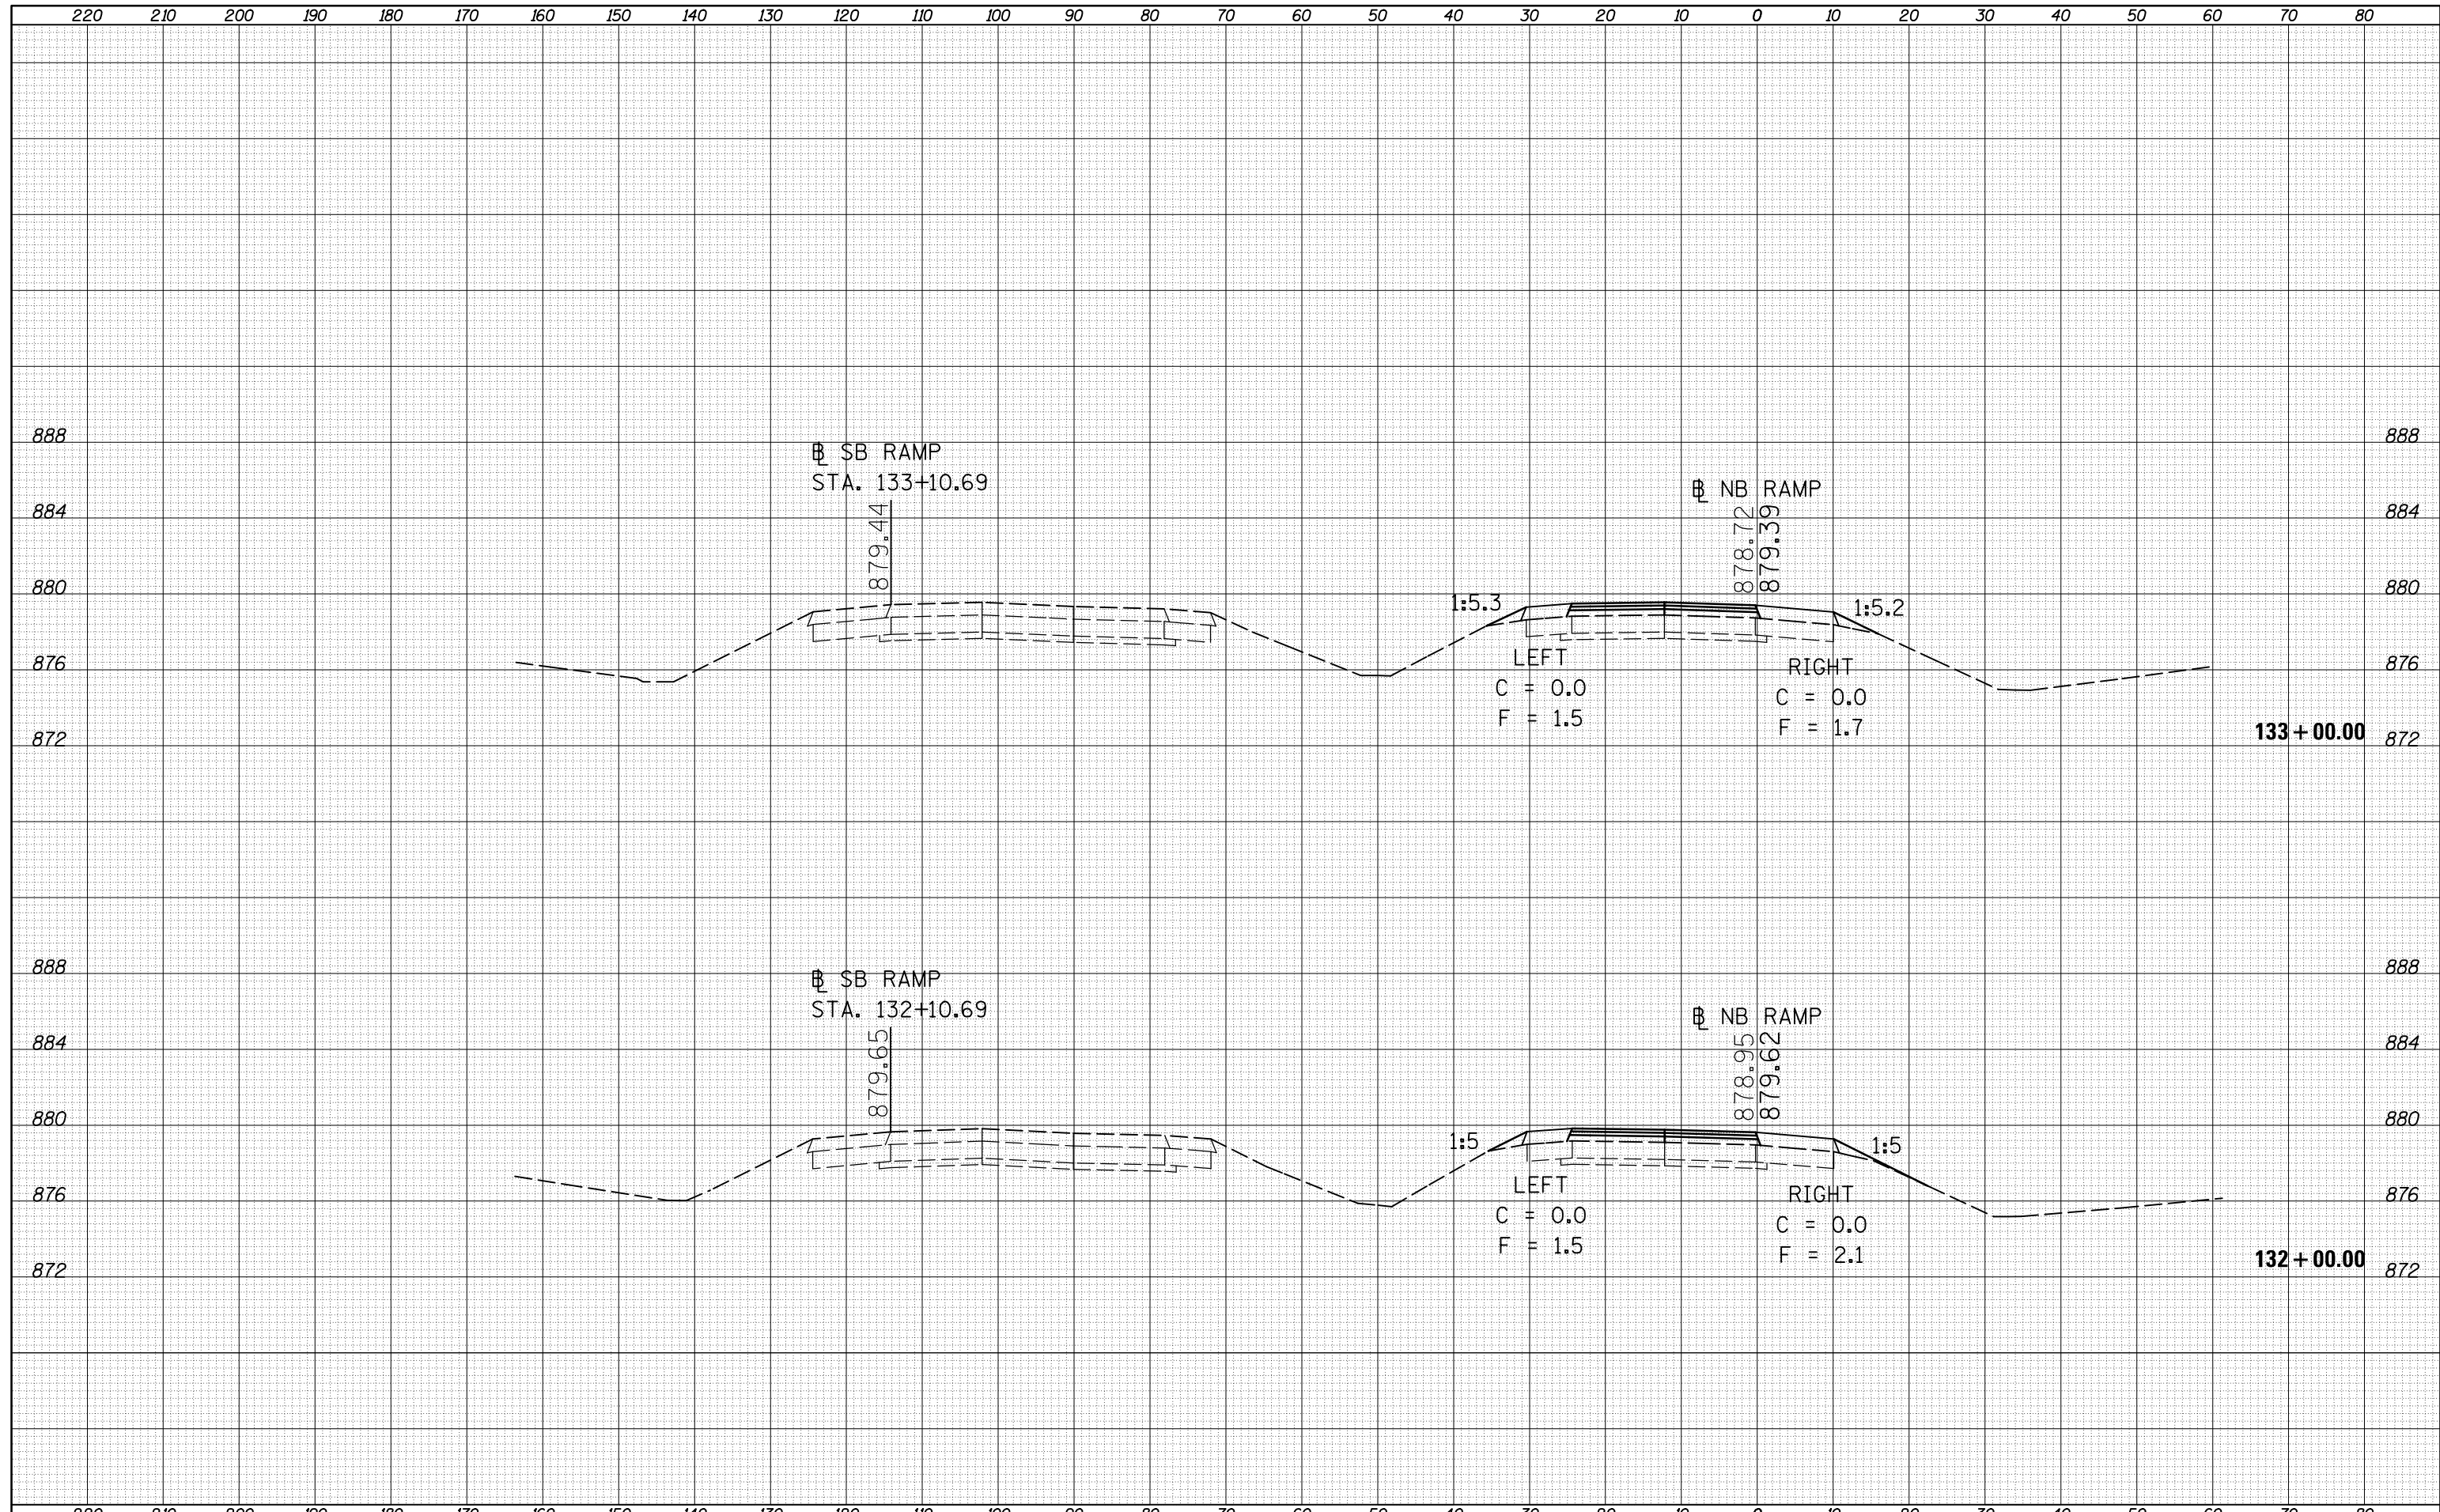 220 210 200 190 180 170 160 150 140 130 120 110 100 90 80 70 60 50 40 30 20 10 0 10 20 30 40 50 60 70 80
888 888
℄ SB RAMP
STA. 133+10.69
879.44
℄ NB RAMP
878.72
879.39
884 884
880 880
1:5.3
1:5.2
876 876
LEFT
C = 0.0
F = 1.5
RIGHT
C = 0.0
F = 1.7
133+00.00
872 872
888 888
℄ SB RAMP
STA. 132+10.69
879.65
℄ NB RAMP
878.95
879.62
884 884
880 880
1:5
1:5
876 876
LEFT
C = 0.0
F = 1.5
RIGHT
C = 0.0
F = 2.1
132+00.00
872 872